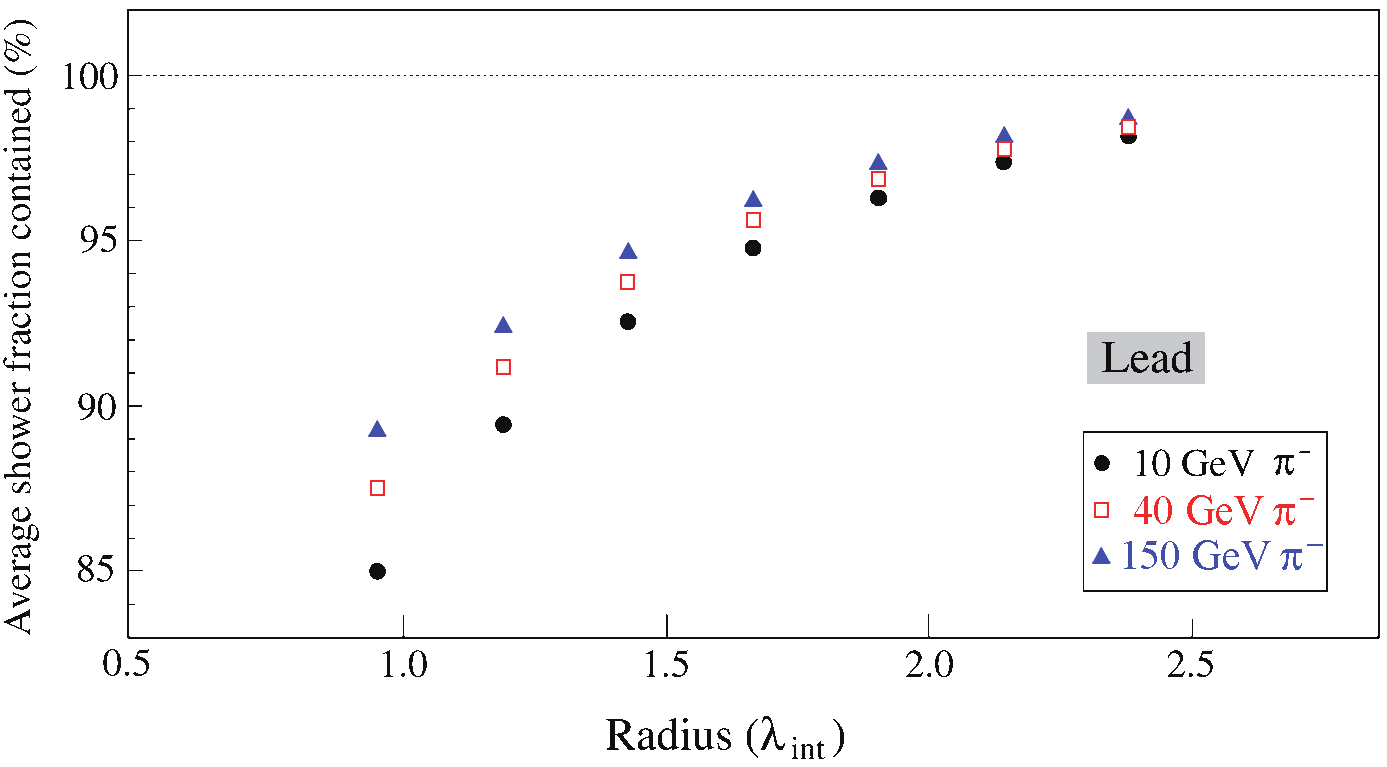 Average shower fraction contained (%)
100
95
90
85
0.5 1.0 1.5 2.0 2.5
Radius (λint)
Lead
10 GeV π−
40 GeV π−
150 GeV π−